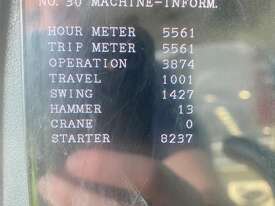 NO. 30 MACHINE-INFORM.
HOUR METER 5561
TRIP METER 5561
OPERATION 3874
TRAVEL 1001
SWING 1427
HAMMER 13
CRANE 0
STARTER 8237